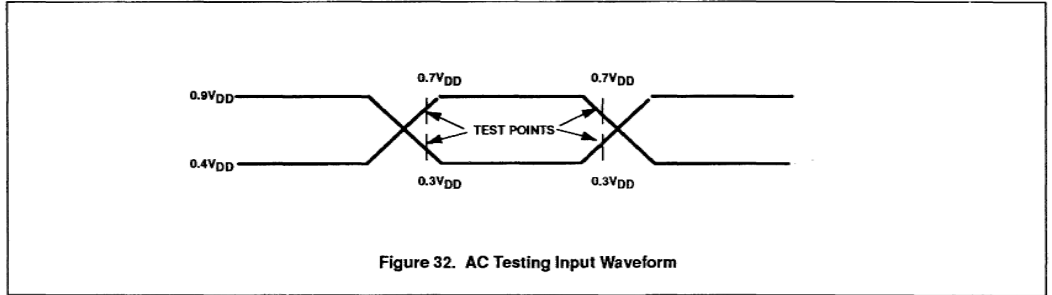 0.7VDD 0.7VDD
0.9VDD
TEST POINTS
0.4VDD
0.3VDD 0.3VDD
Figure 32. AC Testing Input Waveform